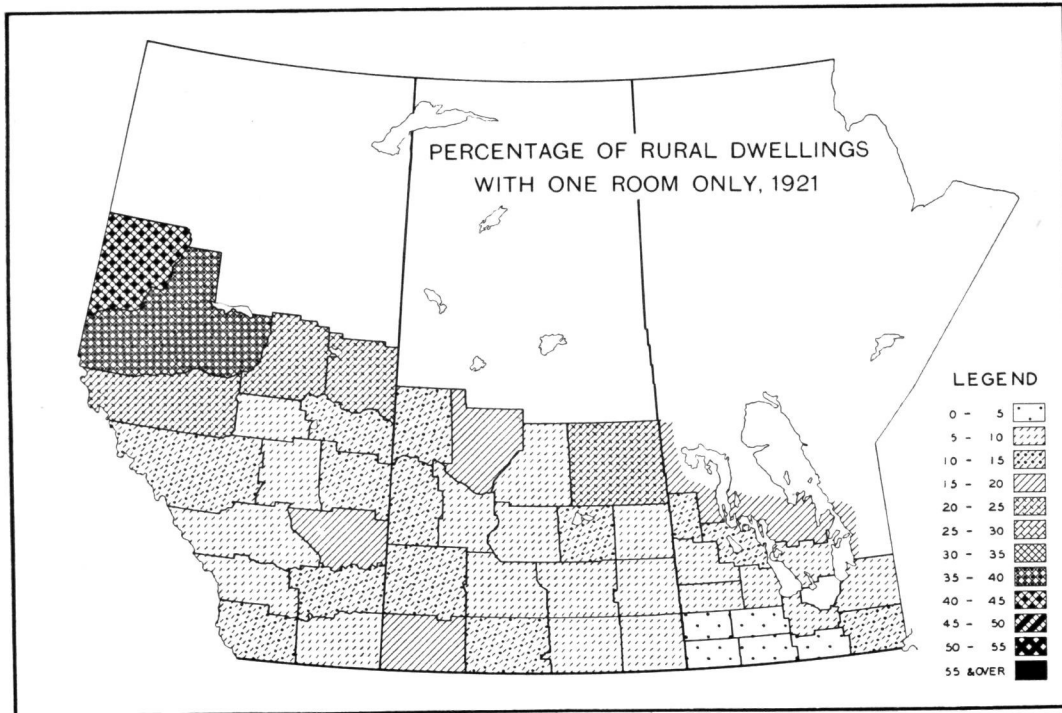 PERCENTAGE OF RURAL DWELLINGS
WITH ONE ROOM ONLY, 1921
LEGEND
0 - 5
5 - 10
10 - 15
15 - 20
20 - 25
25 - 30
30 - 35
35 - 40
40 - 45
45 - 50
50 - 55
55 & OVER